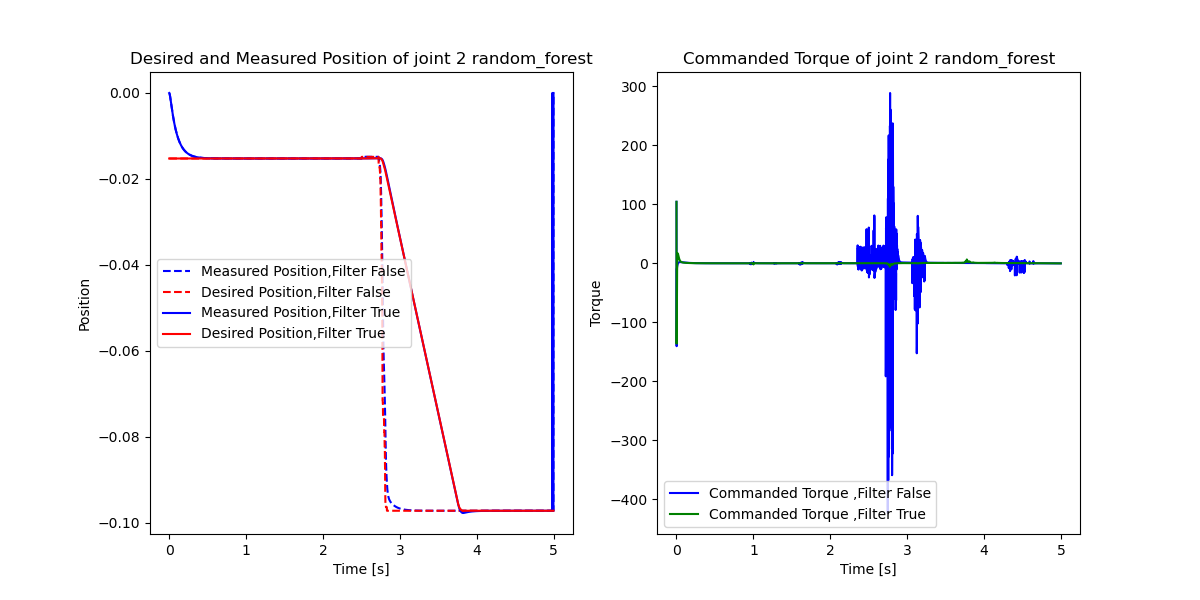 Desired and Measured Position of joint 2 random_forest
0.00
−0.02
−0.04
−0.06
−0.08
−0.10
Position
Measured Position,Filter False
Desired Position,Filter False
Measured Position,Filter True
Desired Position,Filter True
0 1 2 3 4 5
Time [s]
Commanded Torque of joint 2 random_forest
300
200
100
0
−100
−200
−300
−400
Torque
Commanded Torque ,Filter False
Commanded Torque ,Filter True
0 1 2 3 4 5
Time [s]